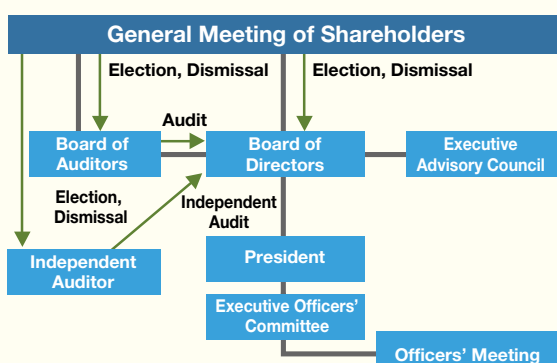 General Meeting of Shareholders
Election, Dismissal
Election, Dismissal
Audit
Board of
Auditors
Board of
Directors
Executive
Advisory Council
Election,
Dismissal
Independent
Audit
Independent
Auditor
President
Executive Officers'
Committee
Officers' Meeting